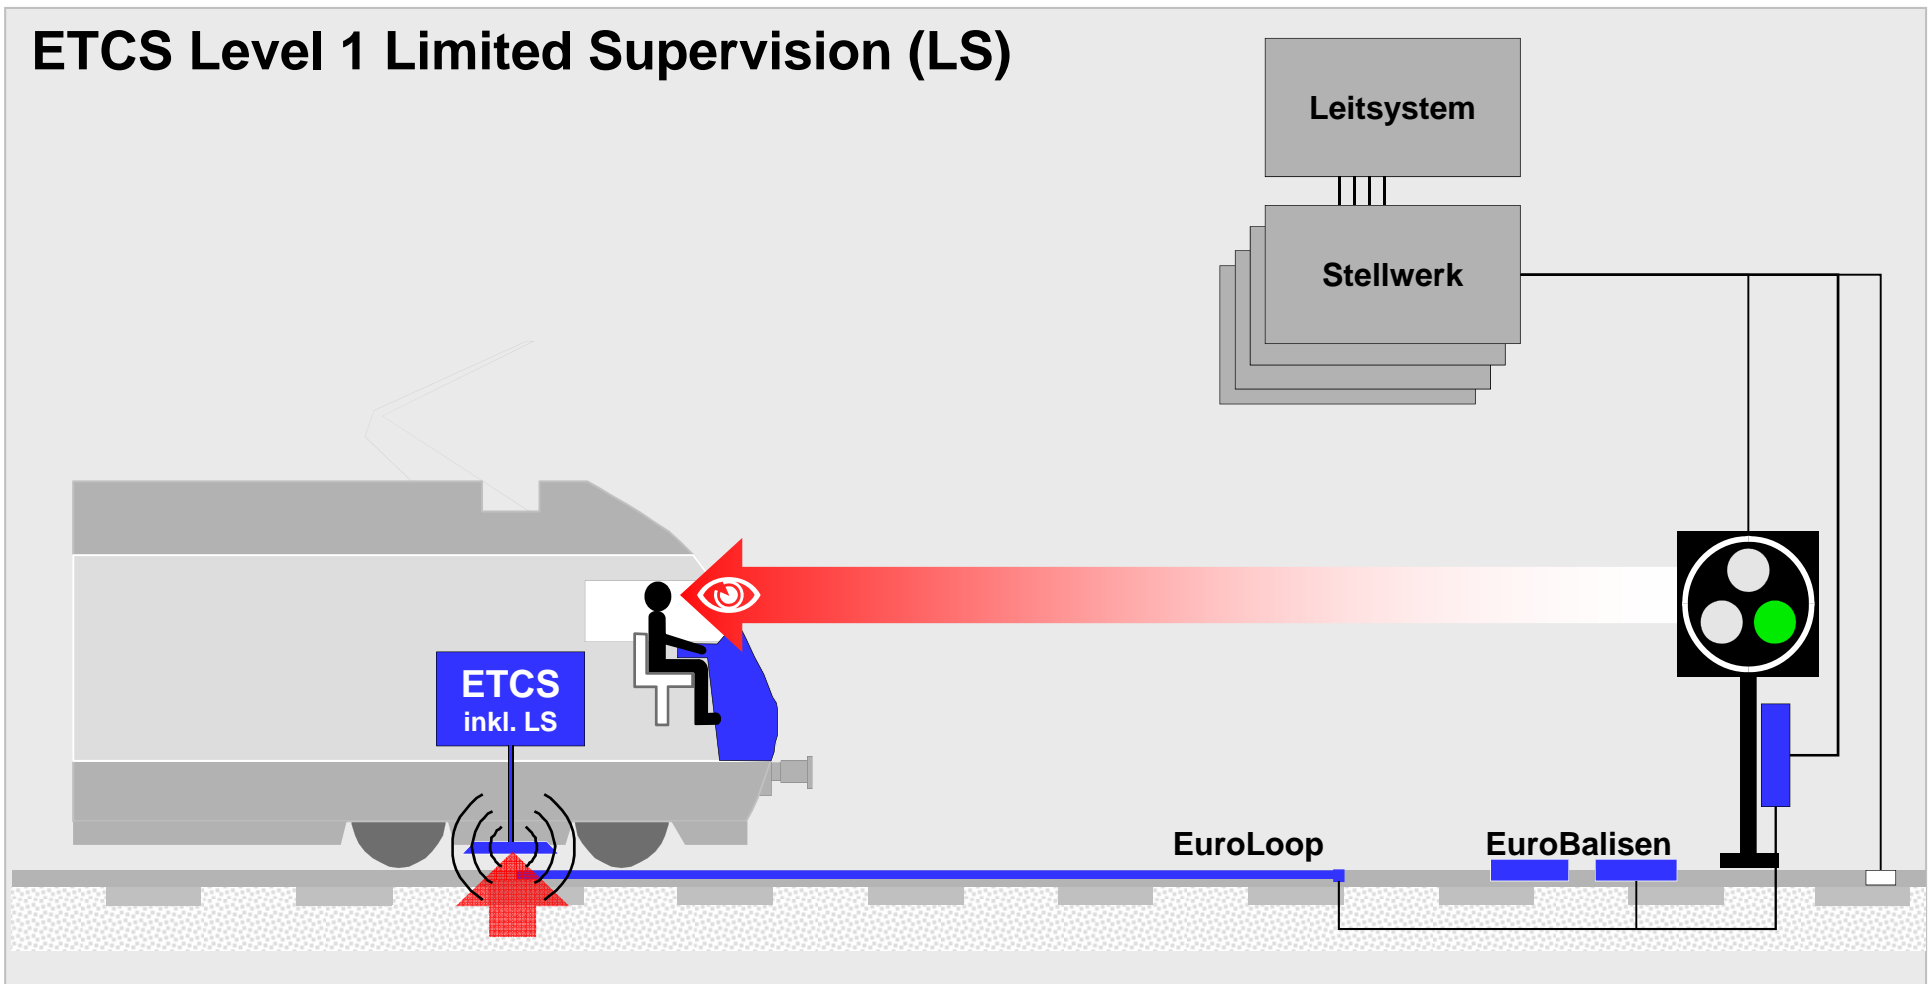 ETCS Level 1 Limited Supervision (LS)
Leitsystem
Stellwerk
ETCS
inkl. LS
EuroLoop
EuroBalisen